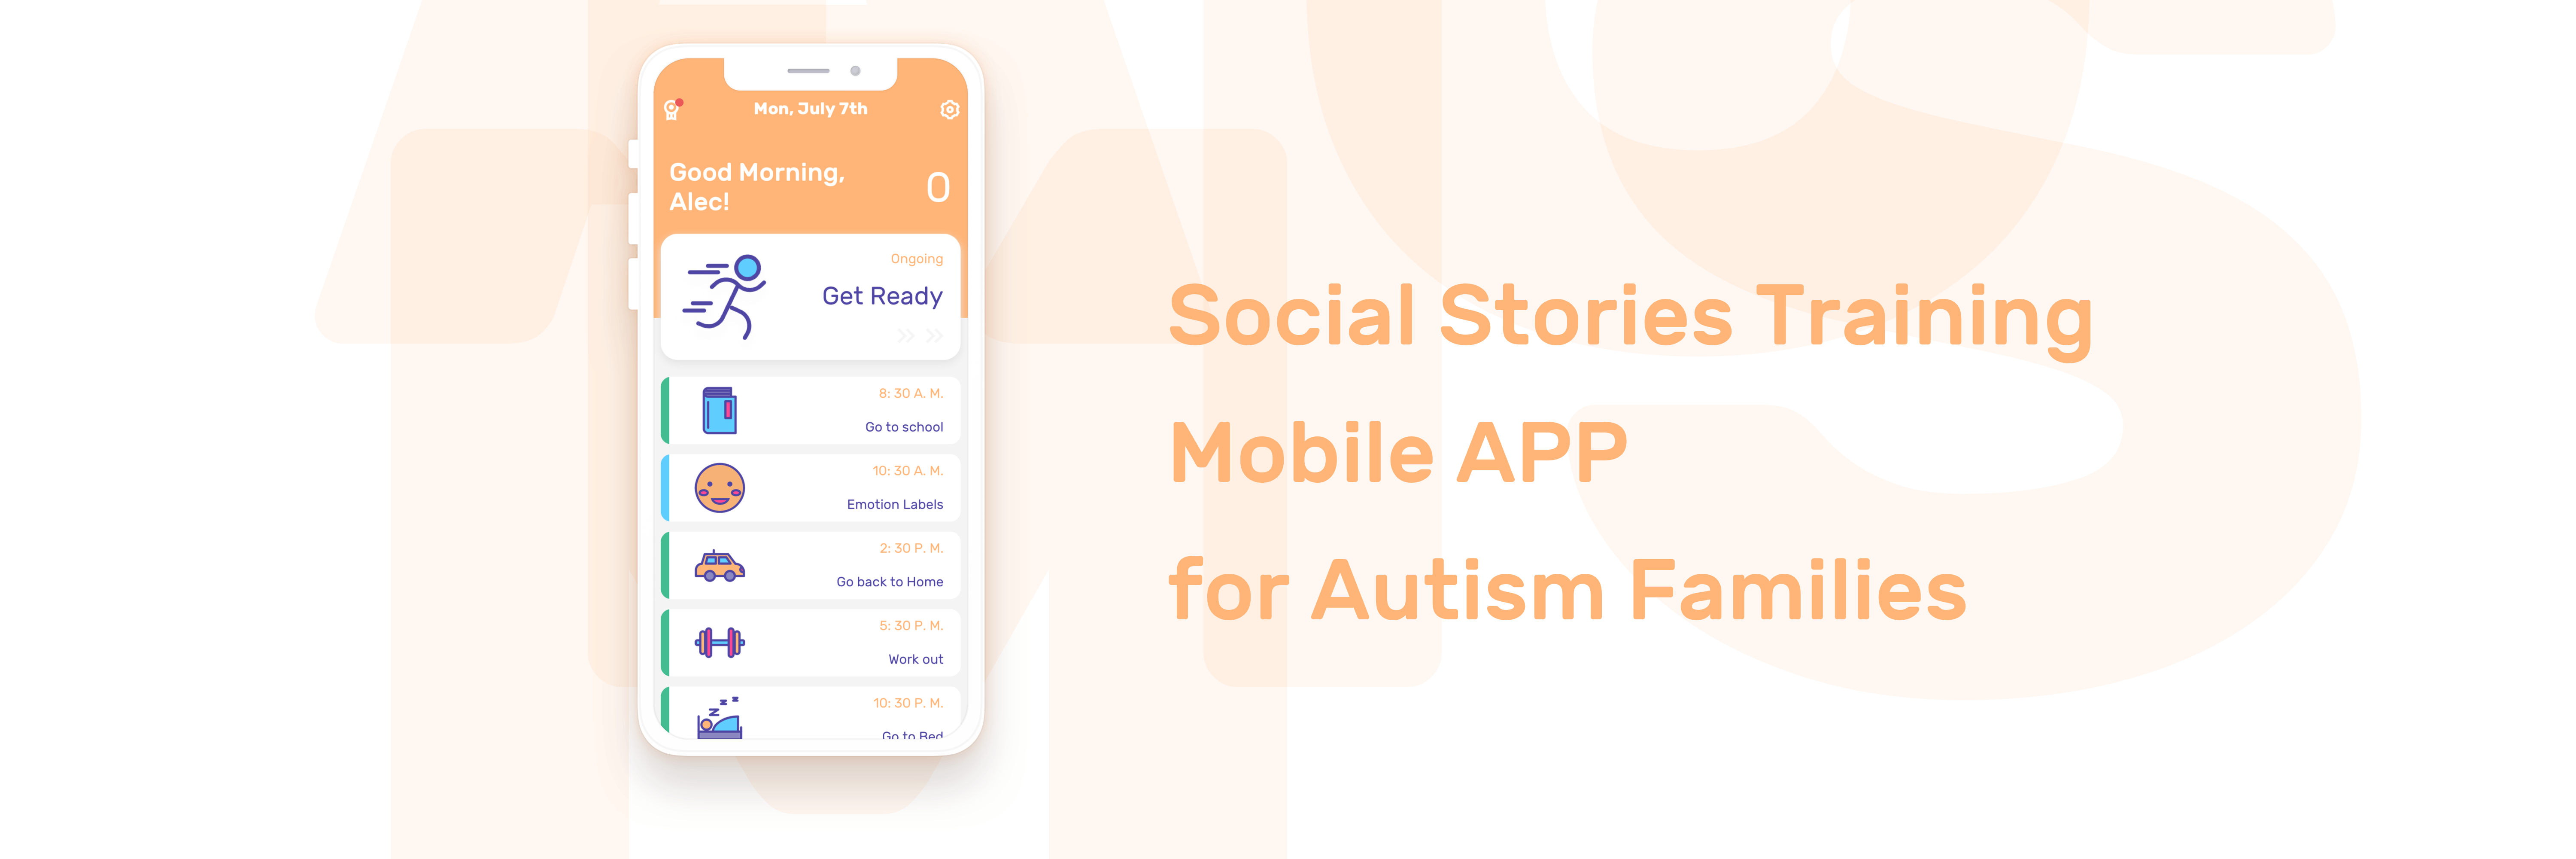 Mon, July 7th
Good Morning,
Alec!
0
Ongoing
Get Ready
8: 30 A. M.
Go to school
10: 30 A. M.
Emotion Labels
2: 30 P. M.
Go back to Home
5: 30 P. M.
Work out
10: 30 P. M.
Go to Bed
Social Stories Training
Mobile APP
for Autism Families